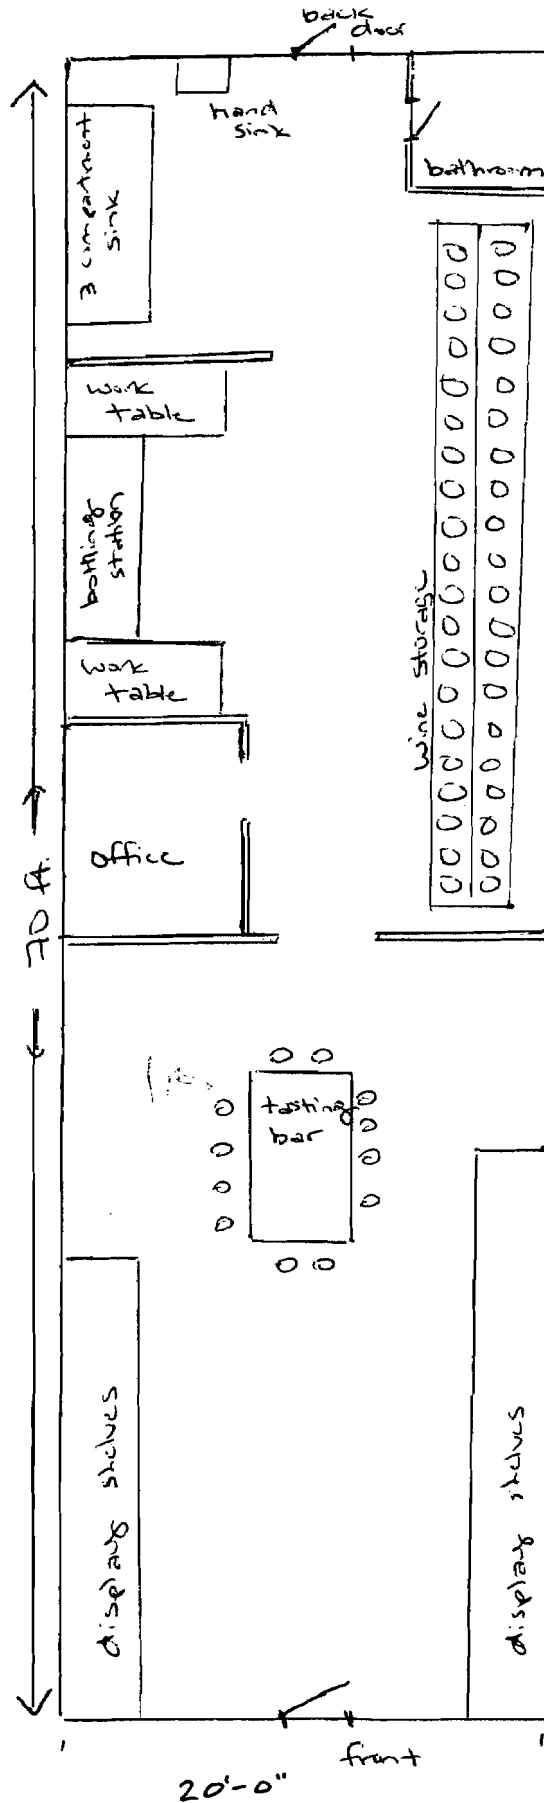 back
door
hand
sink
3 compartment
sink
bathroom
work
table
bottling
station
wine storage
work
table
office
70 ft.
tasting
bar
display shelves
display shelves
front
20'-0"